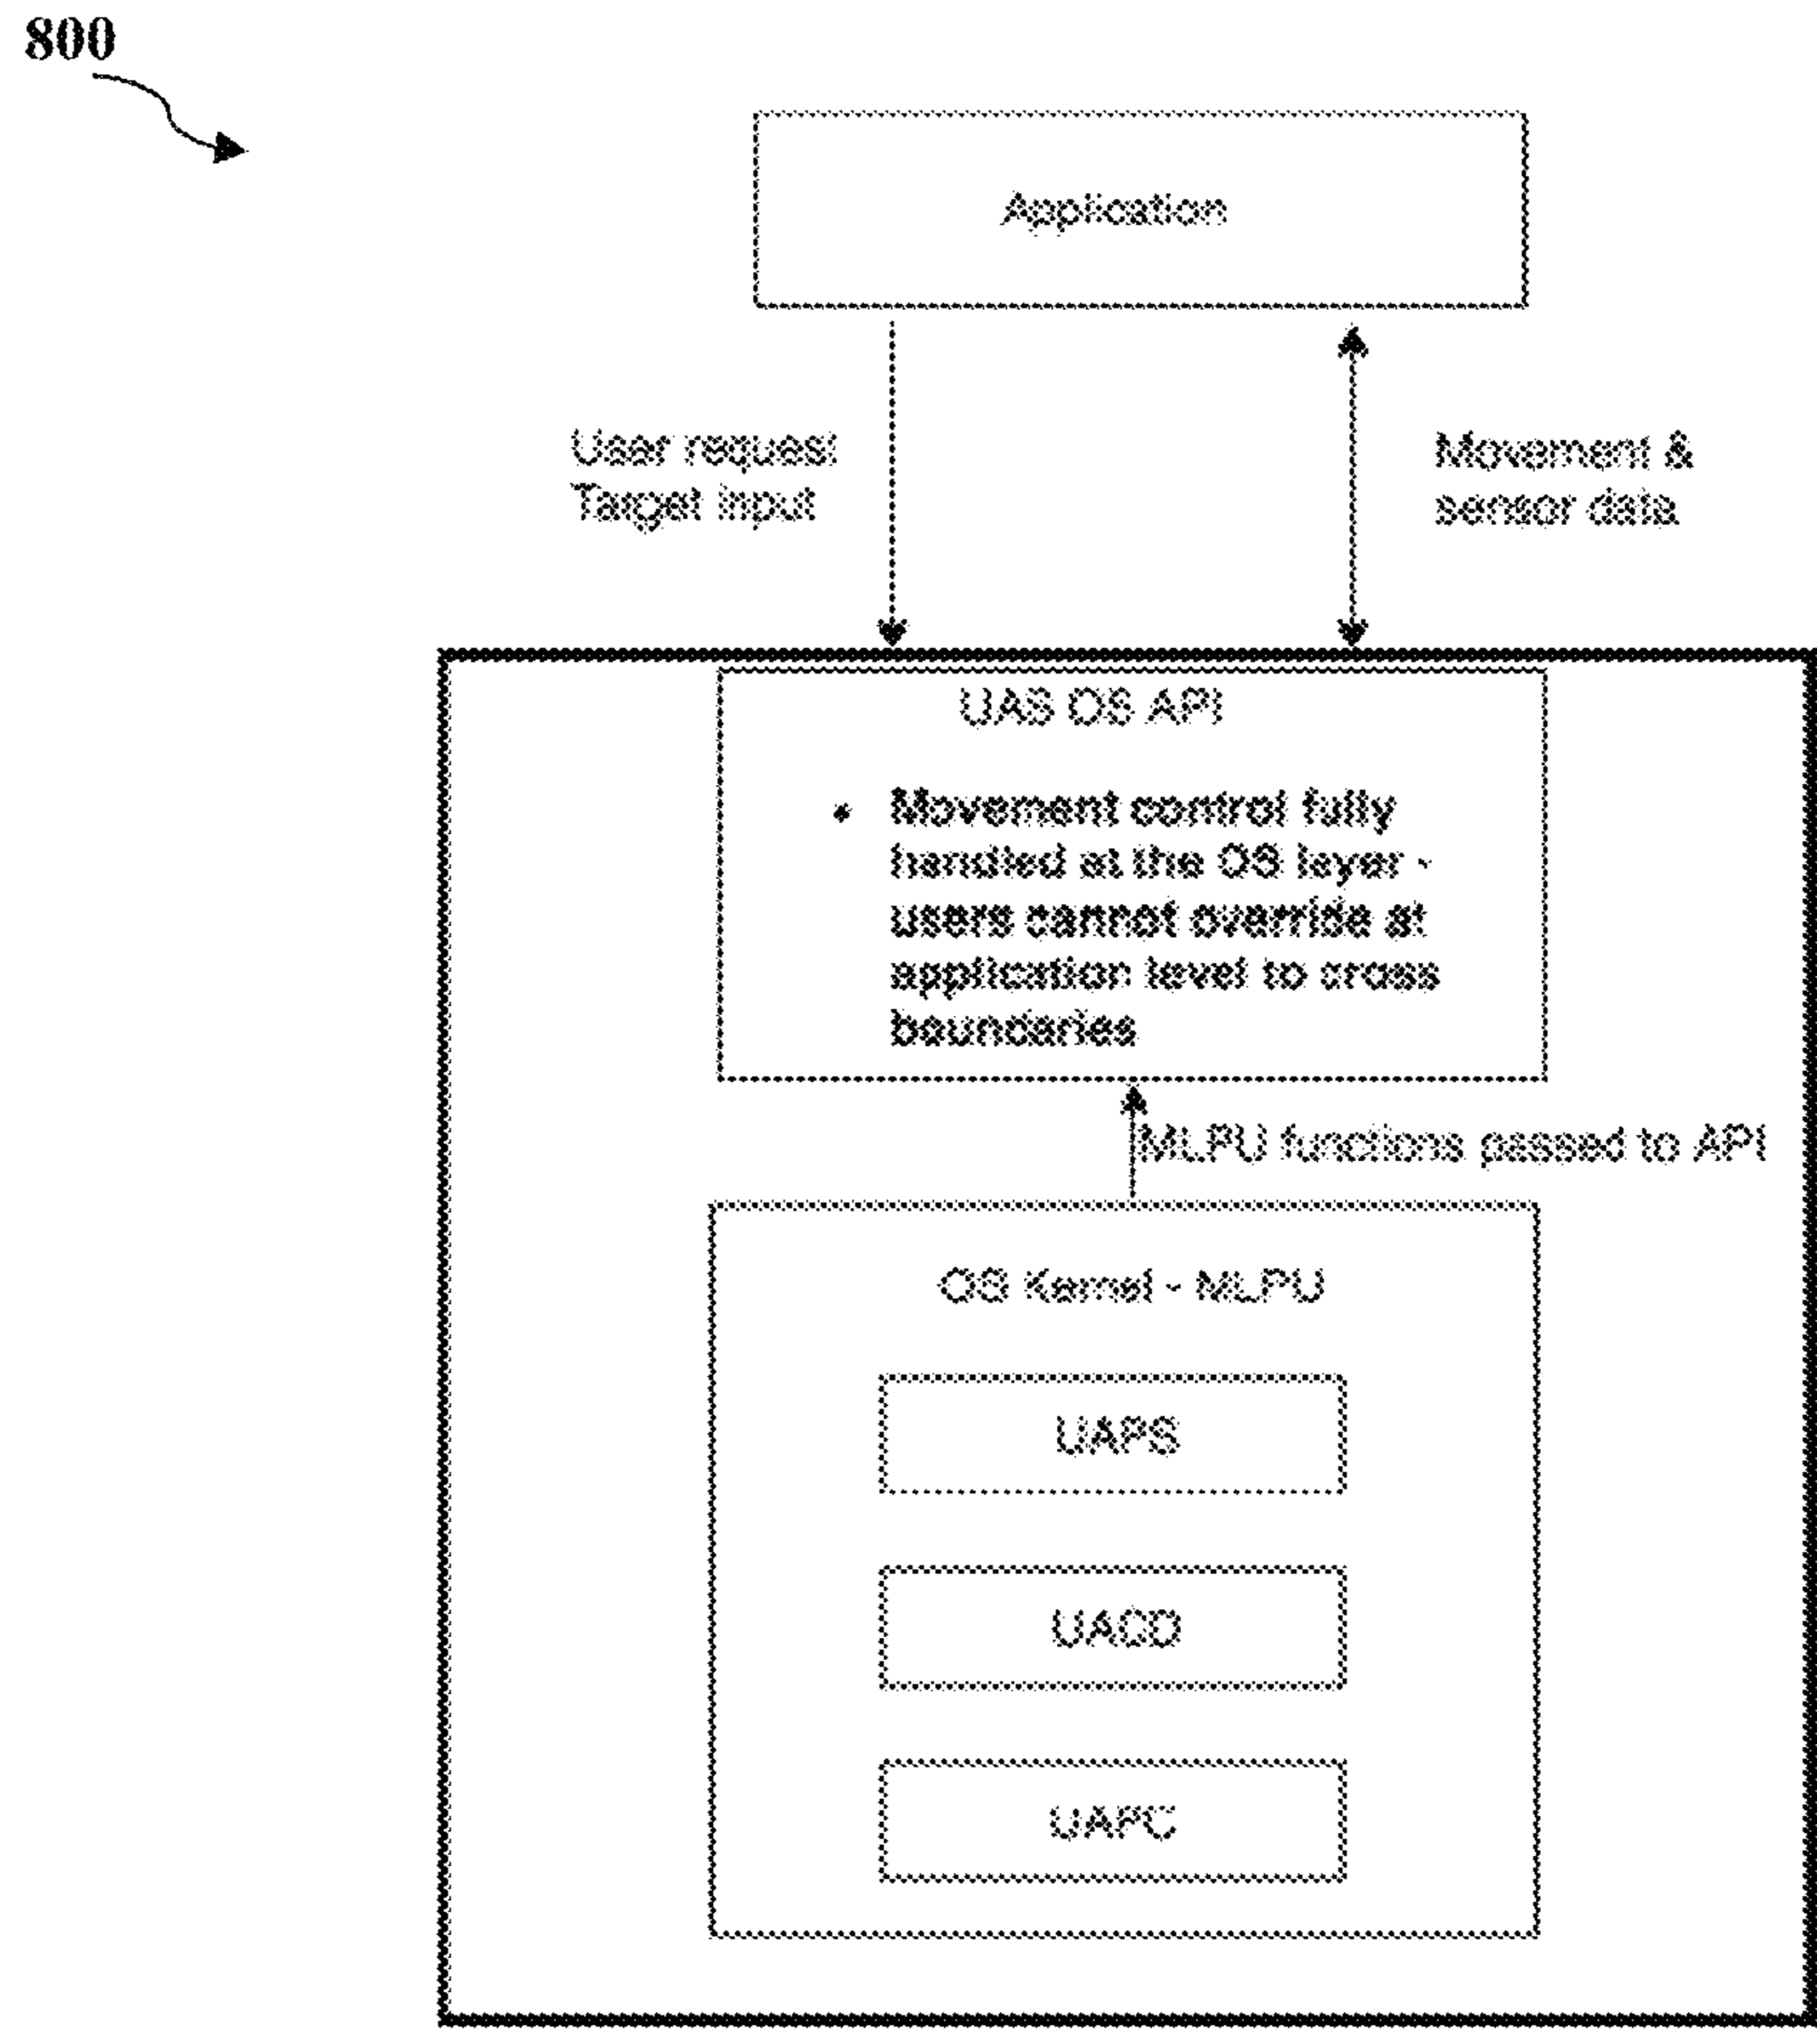 800
Application
User request
Target input
Movement &
sensor data
UAS OS API
• Movement control fully
handled at the OS layer -
users cannot override at
application level to cross
boundaries
MLPU functions passed to API
OS Kernel - MLPU
UAPS
UACD
UAPC